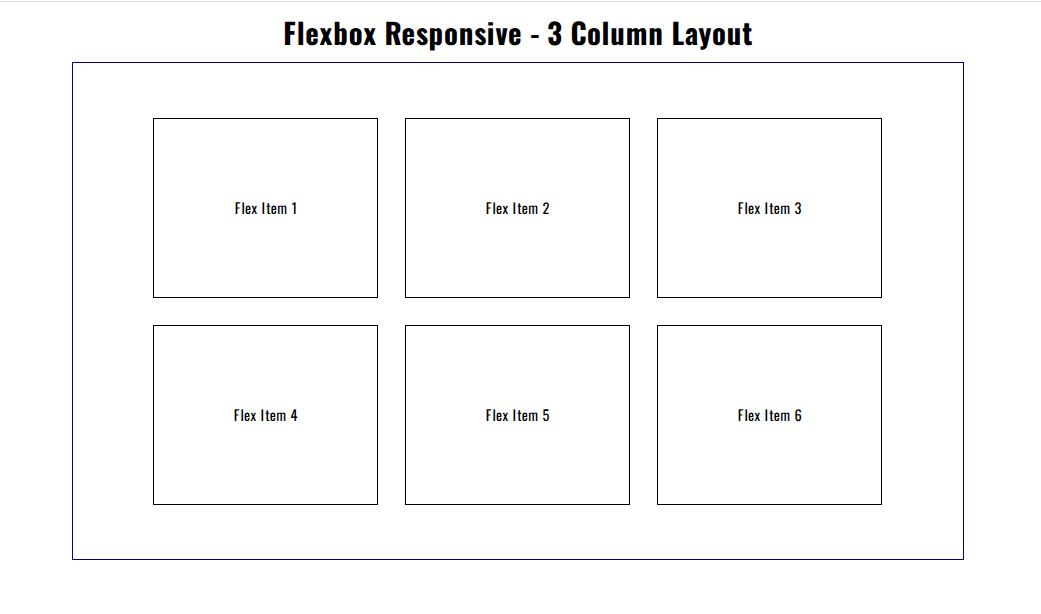 Flexbox Responsive - 3 Column Layout
Flex Item 1
Flex Item 2
Flex Item 3
Flex Item 4
Flex Item 5
Flex Item 6